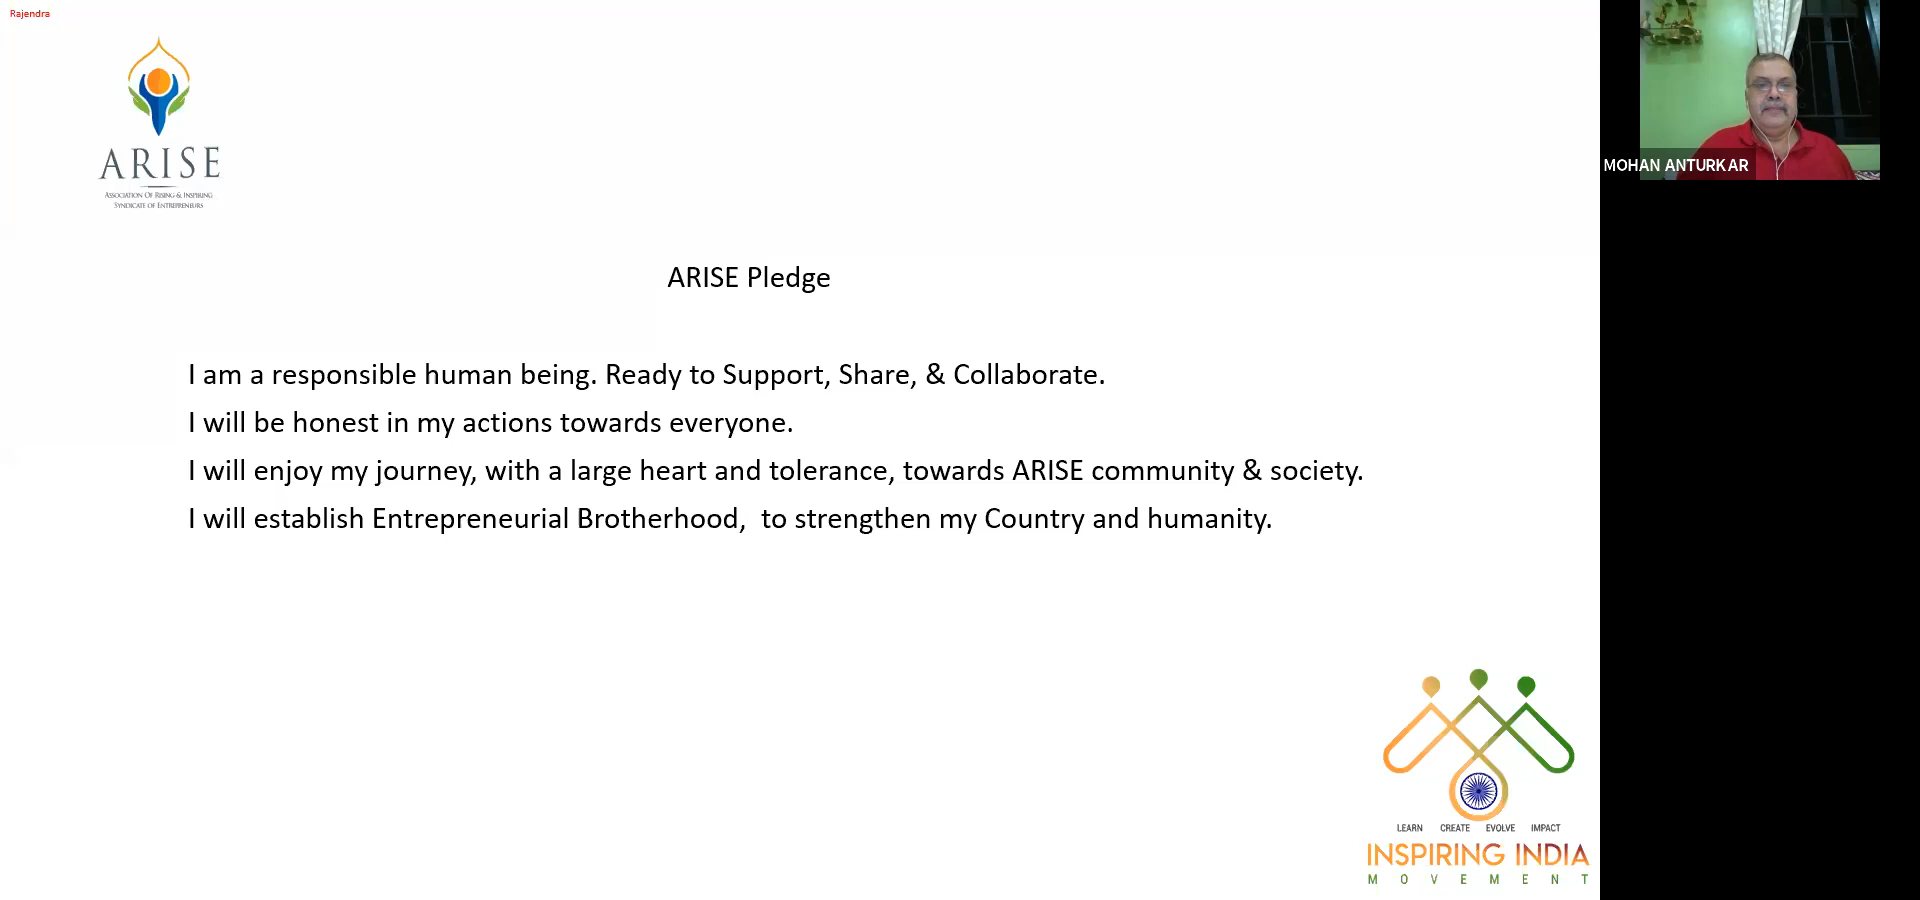 Rajendra
ARISE
ASSOCIATION OF RISING & INSPIRING
SYNDICATE OF ENTREPRENEURS
MOHAN ANTURKAR
ARISE Pledge
I am a responsible human being. Ready to Support, Share, & Collaborate.
I will be honest in my actions towards everyone.
I will enjoy my journey, with a large heart and tolerance, towards ARISE community & society.
I will establish Entrepreneurial Brotherhood,  to strengthen my Country and humanity.
LEARN CREATE EVOLVE IMPACT
INSPIRING INDIA
MOVEMENT